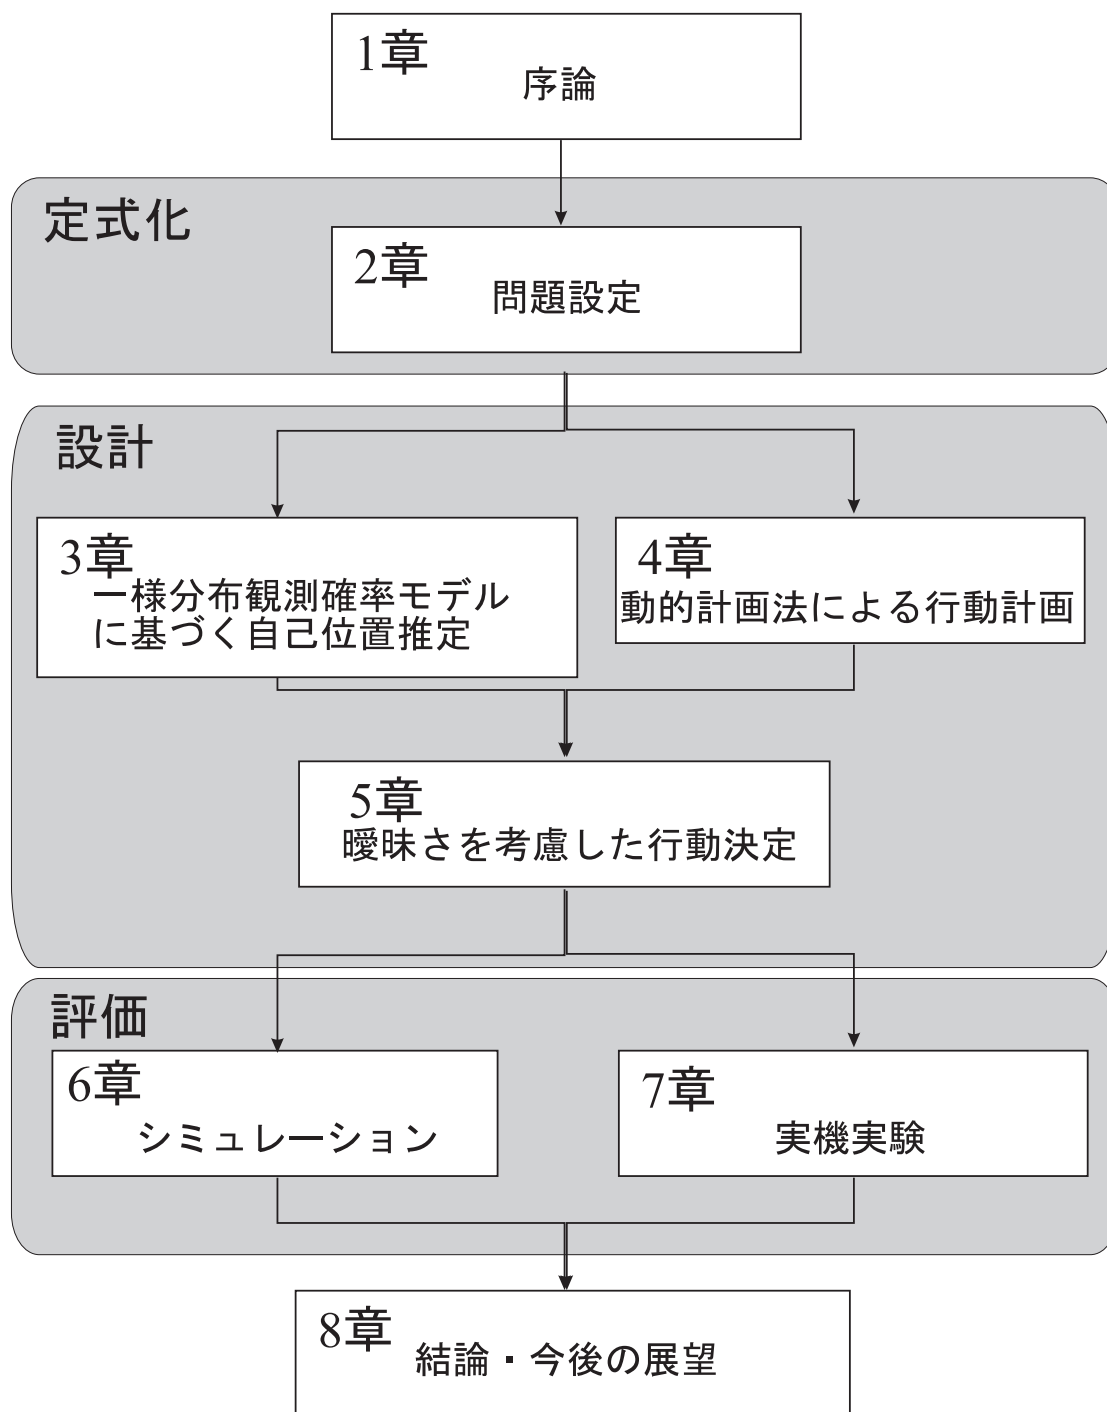 1章
序論
定式化
2章
問題設定
設計
3章
一様分布観測確率モデル
に基づく自己位置推定
4章
動的計画法による行動計画
5章
曖昧さを考慮した行動決定
評価
6章
シミュレーション
7章
実機実験
8章
結論・今後の展望